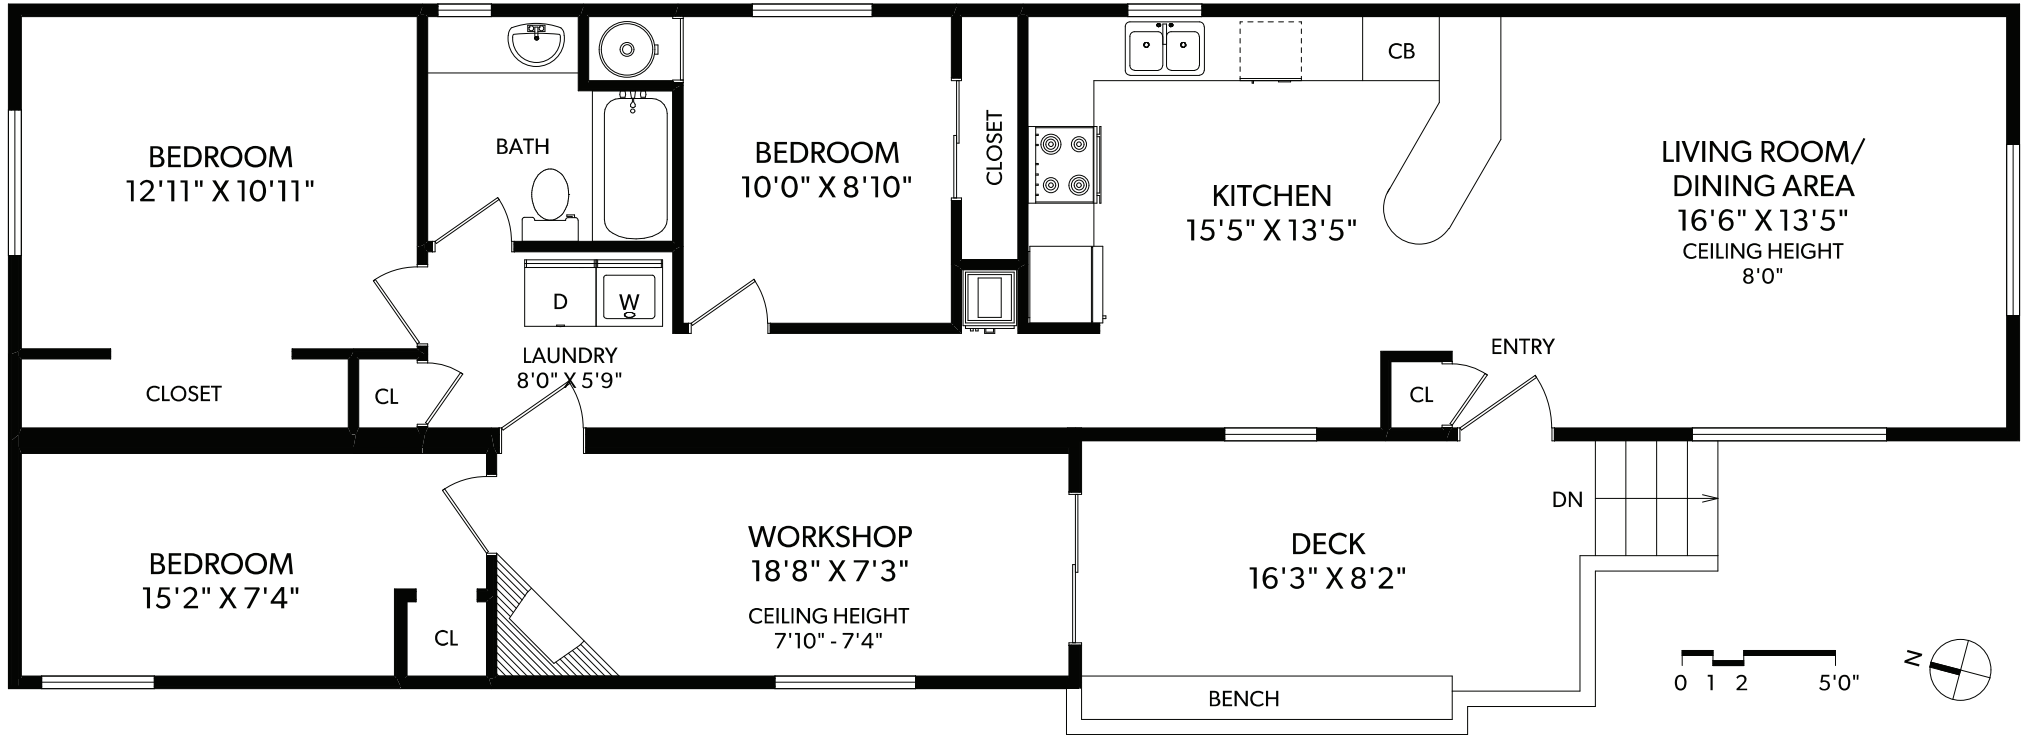 BEDROOM
12'11" X 10'11"
CLOSET
CL
BATH
D
W
LAUNDRY
8'0" X 5'9"
BEDROOM
10'0" X 8'10"
CLOSET
CB
KITCHEN
15'5" X 13'5"
LIVING ROOM/
DINING AREA
16'6" X 13'5"
CEILING HEIGHT
8'0"
ENTRY
CL
BEDROOM
15'2" X 7'4"
CL
WORKSHOP
18'8" X 7'3"
CEILING HEIGHT
7'10" - 7'4"
DECK
16'3" X 8'2"
DN
BENCH
0 1 2 5'0"
N